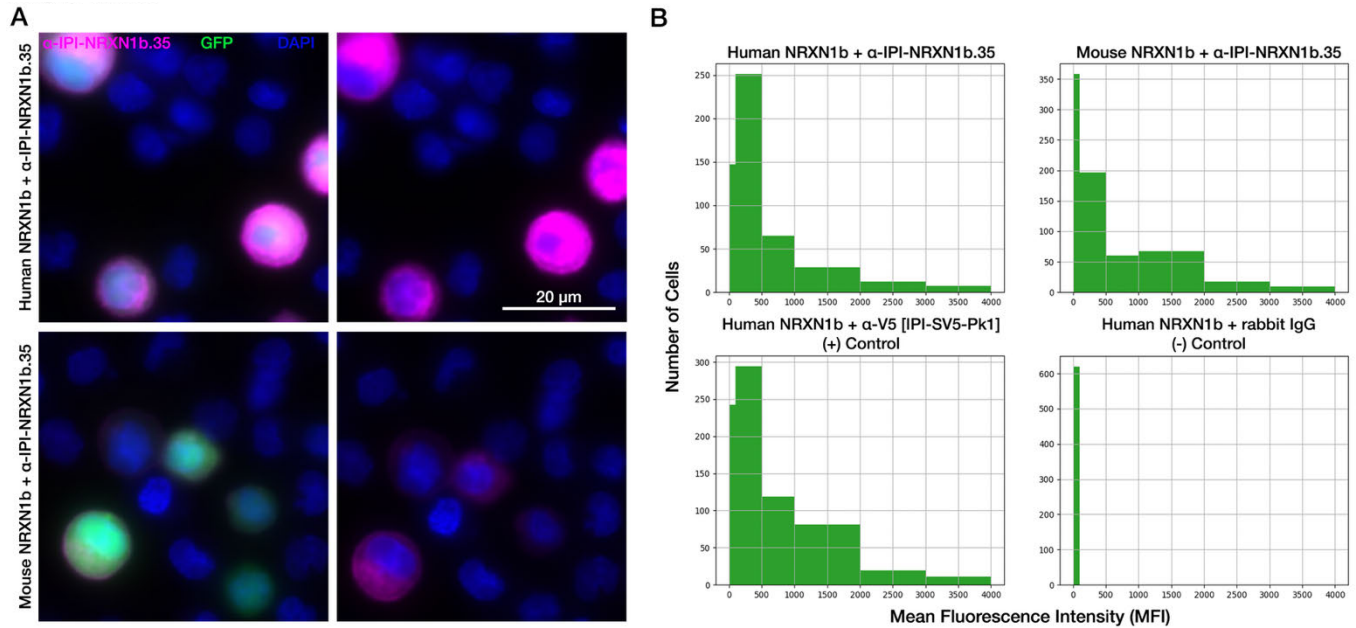 A
Human NRXN1b + α-IPI-NRXN1b.35
α-IPI-NRXN1b.35 GFP DAPI
20 µm
Mouse NRXN1b + α-IPI-NRXN1b.35
B
Number of Cells
Human NRXN1b + α-IPI-NRXN1b.35
250
200
150
100
50
0
0 500 1000 1500 2000 2500 3000 3500 4000
Mouse NRXN1b + α-IPI-NRXN1b.35
350
300
250
200
150
100
50
0
0 500 1000 1500 2000 2500 3000 3500 4000
Human NRXN1b + α-V5 [IPI-SV5-Pk1]
(+) Control
300
250
200
150
100
50
0
0 500 1000 1500 2000 2500 3000 3500 4000
Human NRXN1b + rabbit IgG
(-) Control
600
500
400
300
200
100
0
0 500 1000 1500 2000 2500 3000 3500 4000
Mean Fluorescence Intensity (MFI)